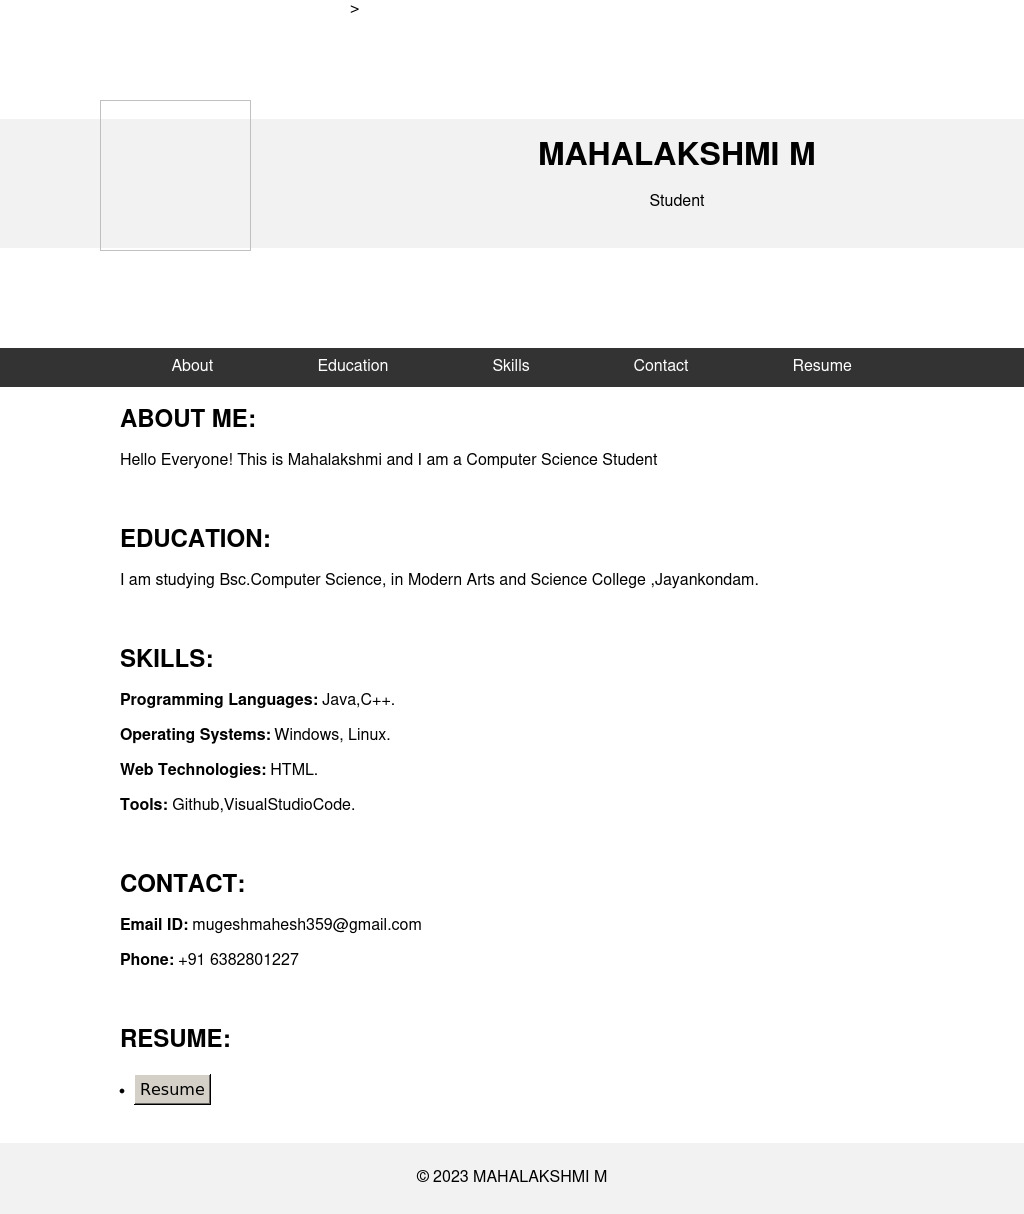 >
MAHALAKSHMI M
Student
About Education Skills Contact Resume
ABOUT ME:
Hello Everyone! This is Mahalakshmi and I am a Computer Science Student
EDUCATION:
I am studying Bsc.Computer Science, in Modern Arts and Science College ,Jayankondam.
SKILLS:
Programming Languages: Java,C++.
Operating Systems: Windows, Linux.
Web Technologies: HTML.
Tools: Github,VisualStudioCode.
CONTACT:
Email ID: mugeshmahesh359@gmail.com
Phone: +91 6382801227
RESUME:
• Resume
© 2023 MAHALAKSHMI M